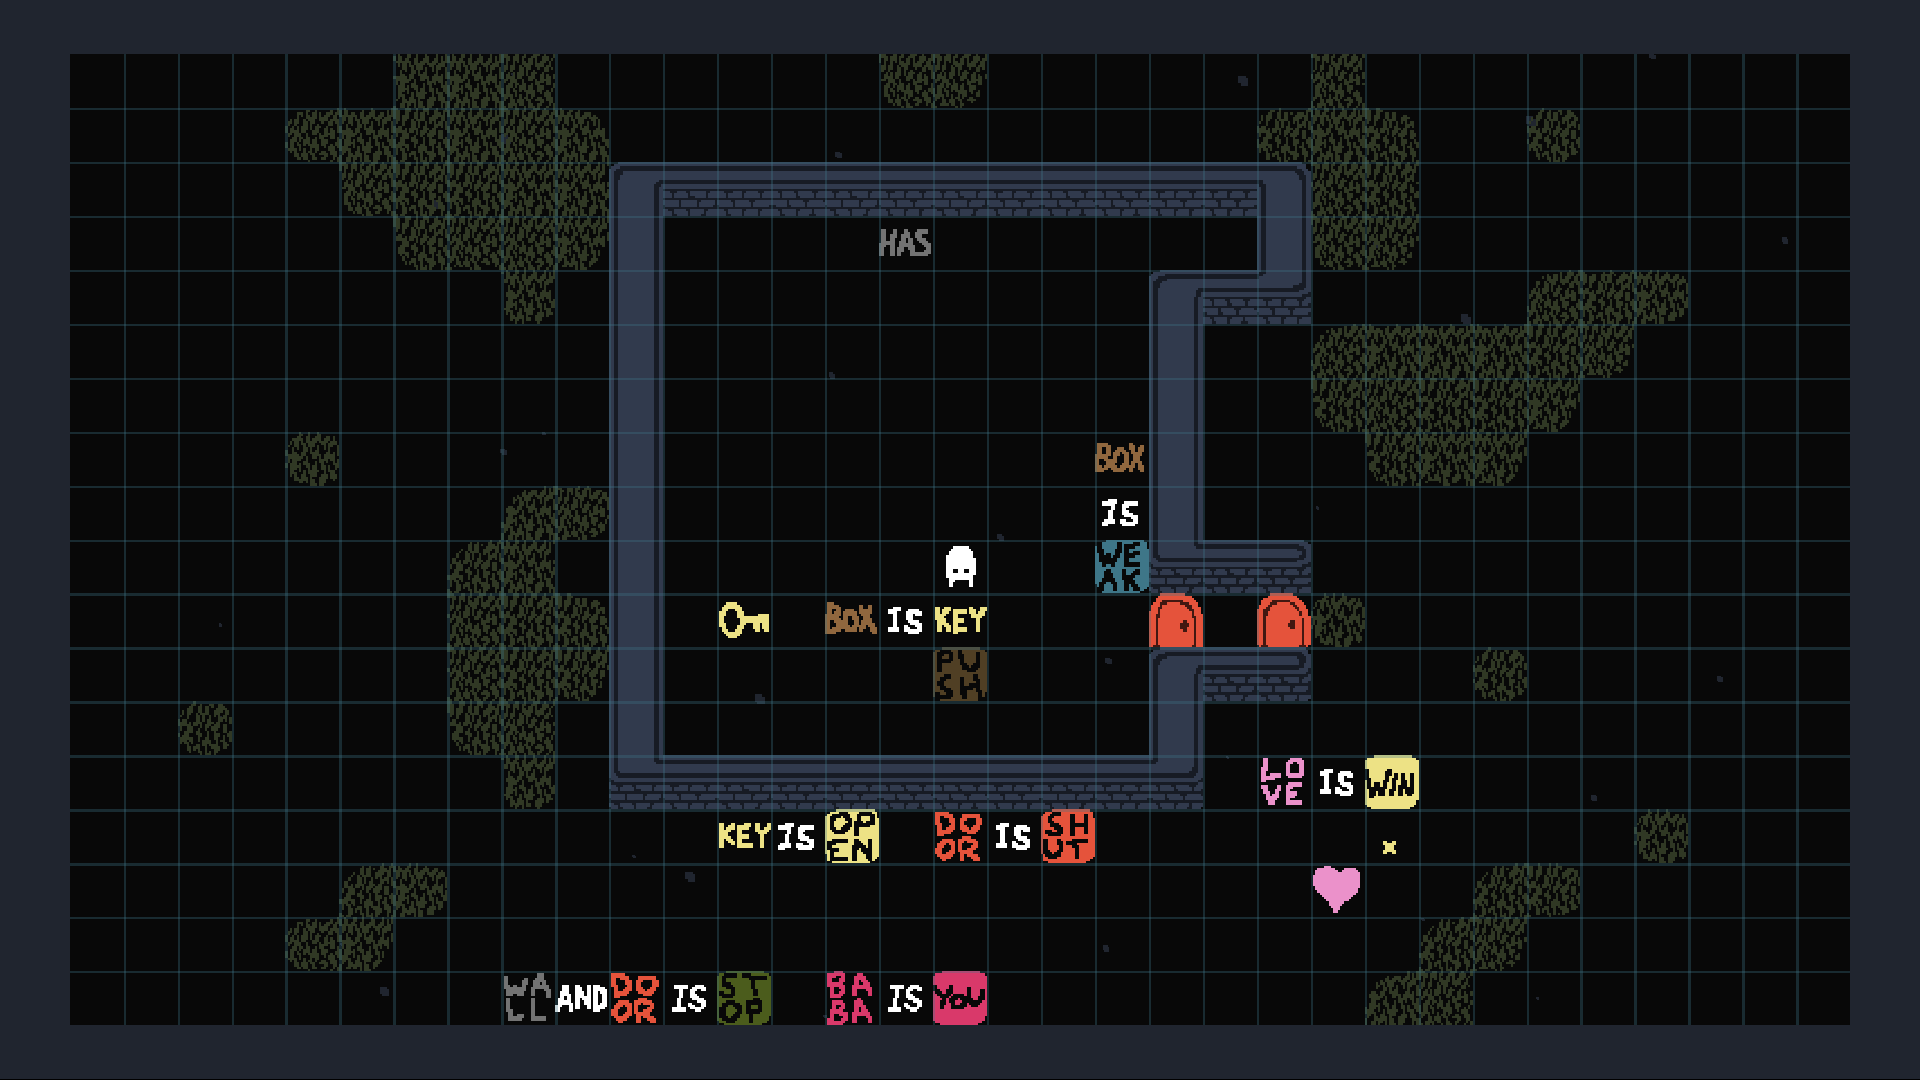 HAS
BOX
IS
WEAK
BOX IS KEY
PUSH
LOVE IS WIN
KEY IS OPEN DOOR IS SHUT
WALL AND DOOR IS STOP BABA IS YOU